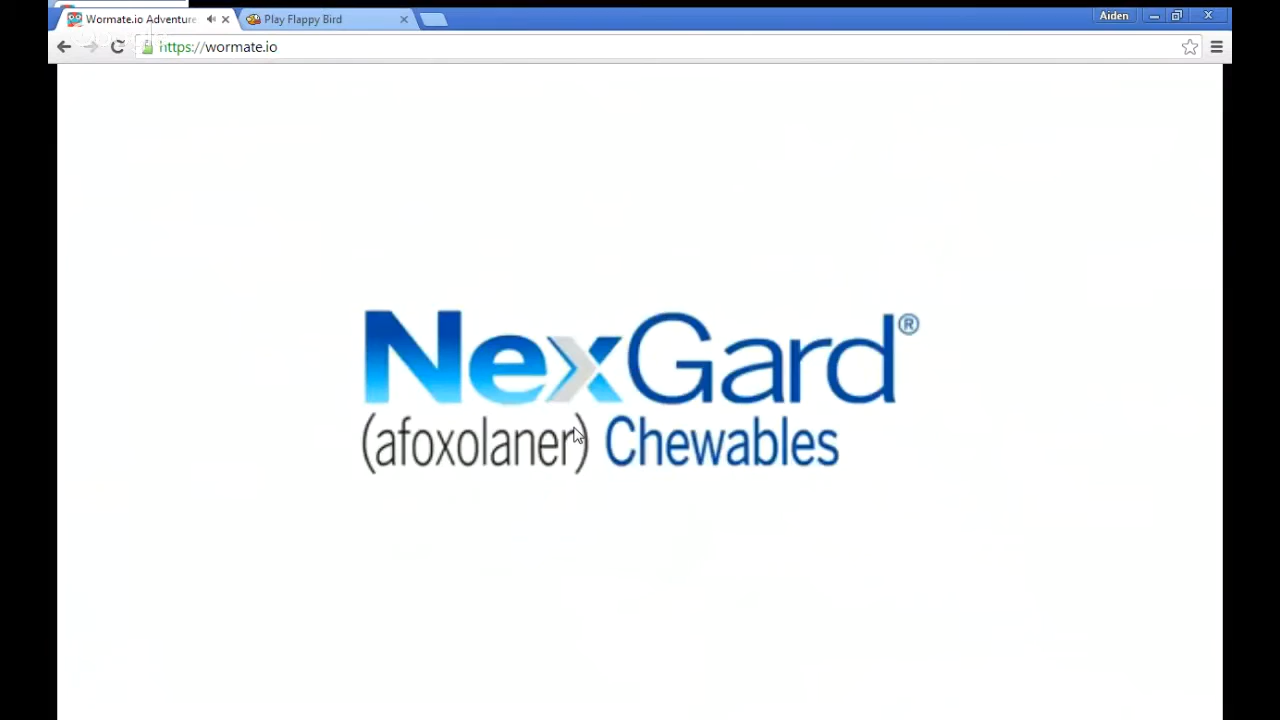 Wormate.io Adventure
Play Flappy Bird
Aiden
https://wormate.io
NexGard®
(afoxolaner) Chewables